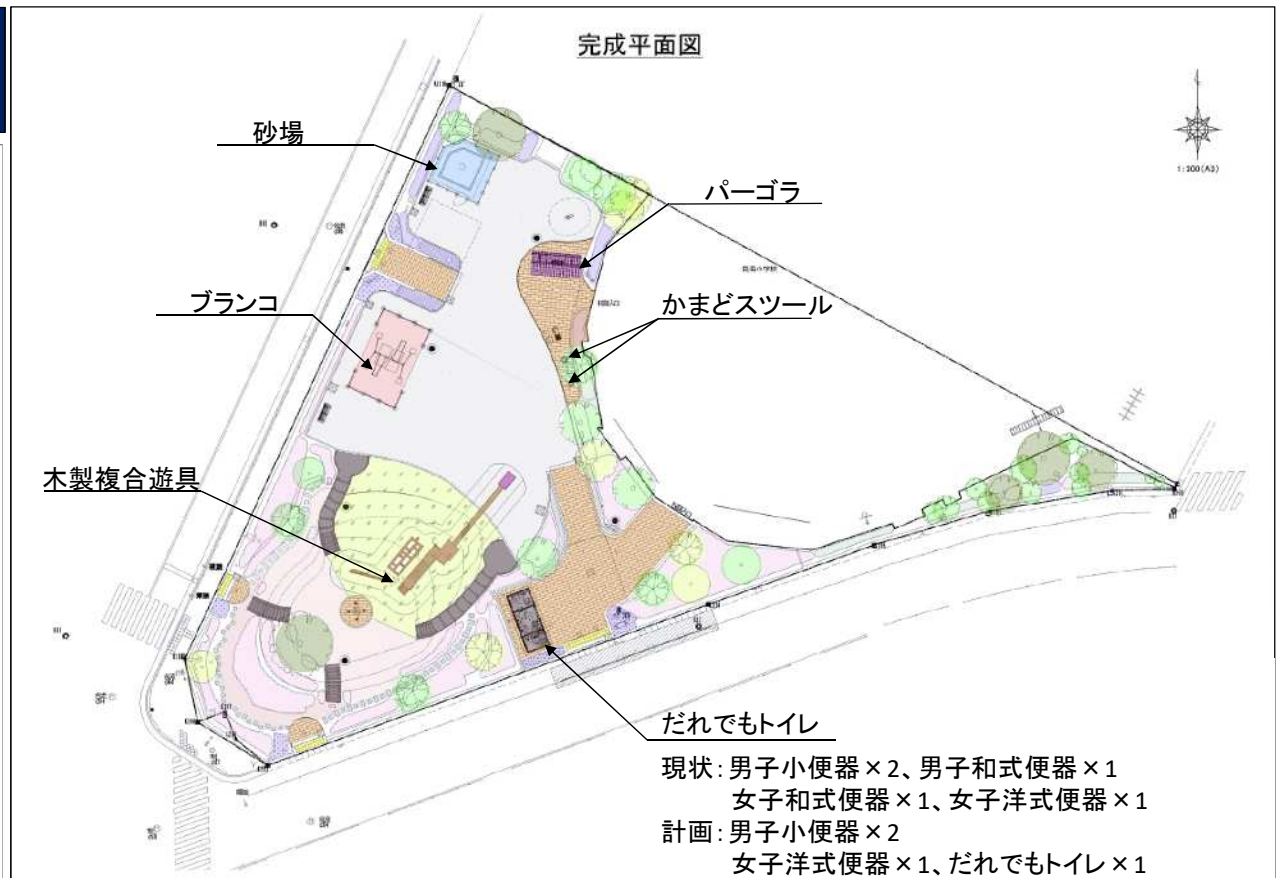 完成平面図
1:300(A3)
砂場
パーゴラ
ブランコ
かまどスツール
木製複合遊具
だれでもトイレ
現状：男子小便器×2、男子和式便器×1
女子和式便器×1、女子洋式便器×1
計画：男子小便器×2
女子洋式便器×1、だれでもトイレ×1